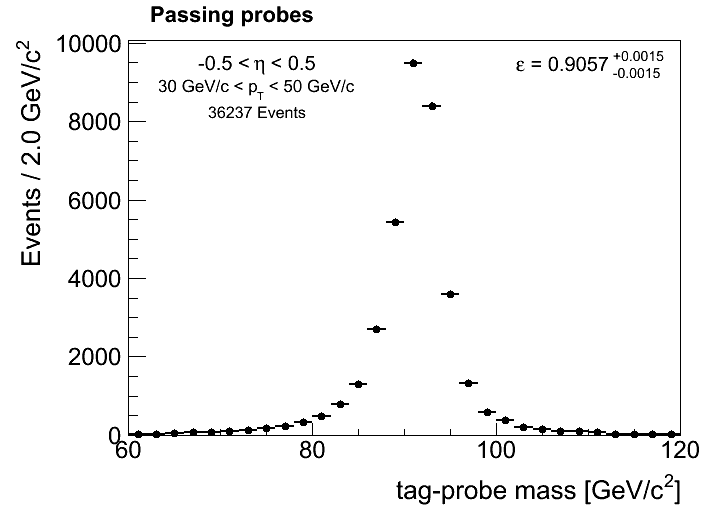 Passing probes
-0.5 < η < 0.5
30 GeV/c < p_T < 50 GeV/c
36237 Events
ε = 0.9057 +0.0015 -0.0015
Events / 2.0 GeV/c²
10000
8000
6000
4000
2000
0
60 80 100 120
tag-probe mass [GeV/c²]